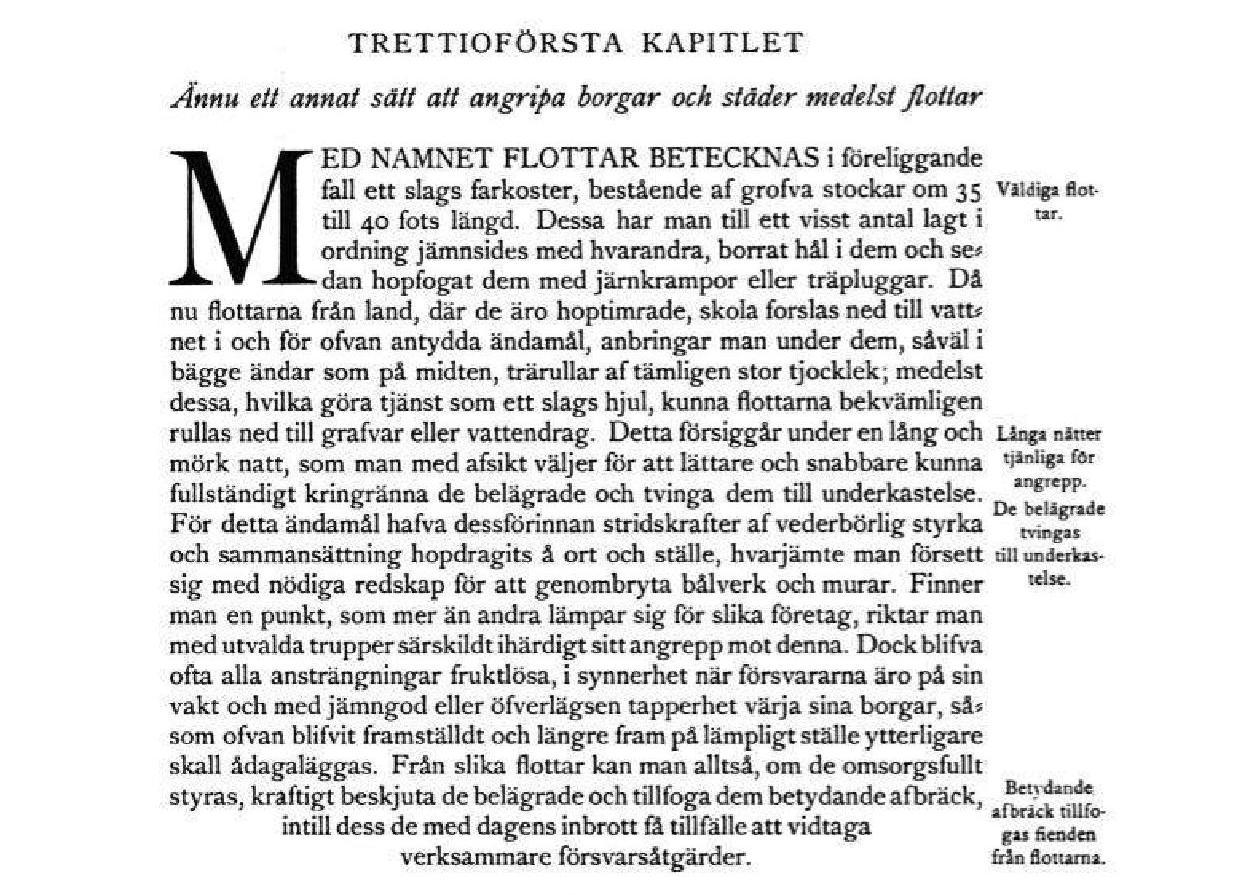 TRETTIOFÖRSTA KAPITLET
Ännu ett annat sätt att angripa borgar och städer medelst flottar
MED NAMNET FLOTTAR BETECKNAS i föreliggande
fall ett slags farkoster, bestående af grofva stockar om 35
till 40 fots längd. Dessa har man till ett visst antal lagt i
ordning jämnsides med hvarandra, borrat hål i dem och se-
dan hopfogat dem med järnkrampor eller träpluggar. Då
nu flottarna från land, där de äro hoptimrade, skola forslas ned till vatt-
net i och för ofvan antydda ändamål, anbringar man under dem, såväl i
bägge ändar som på midten, trärullar af tämligen stor tjocklek; medelst
dessa, hvilka göra tjänst som ett slags hjul, kunna flottarna bekvämligen
rullas ned till grafvar eller vattendrag. Detta försiggår under en lång och
mörk natt, som man med afsikt väljer för att lättare och snabbare kunna
fullständigt kringränna de belägrade och tvinga dem till underkastelse.
För detta ändamål hafva dessförinnan stridskrafter af vederbörlig styrka
och sammansättning hopdragits å ort och ställe, hvarjämte man försett
sig med nödiga redskap för att genombryta bålverk och murar. Finner
man en punkt, som mer än andra lämpar sig för slika företag, riktar man
med utvalda trupper särskildt ihärdigt sitt angrepp mot denna. Dock blifva
ofta alla ansträngningar fruktlösa, i synnerhet när försvararna äro på sin
vakt och med jämngod eller öfverlägsen tapperhet värja sina borgar, så-
som ofvan blifvit framställdt och längre fram på lämpligt ställe ytterligare
skall ådagaläggas. Från slika flottar kan man alltså, om de omsorgsfullt
styras, kraftigt beskjuta de belägrade och tillfoga dem betydande afbräck,
intill dess de med dagens inbrott få tillfälle att vidtaga
verksammare försvarsåtgärder.
Väldiga flot-
tar.
Långa nätter
tjänliga för
angrepp.
De belägrade
tvingas
till underkas-
telse.
Betydande
afbräck tillfo-
gas fienden
från flottarna.